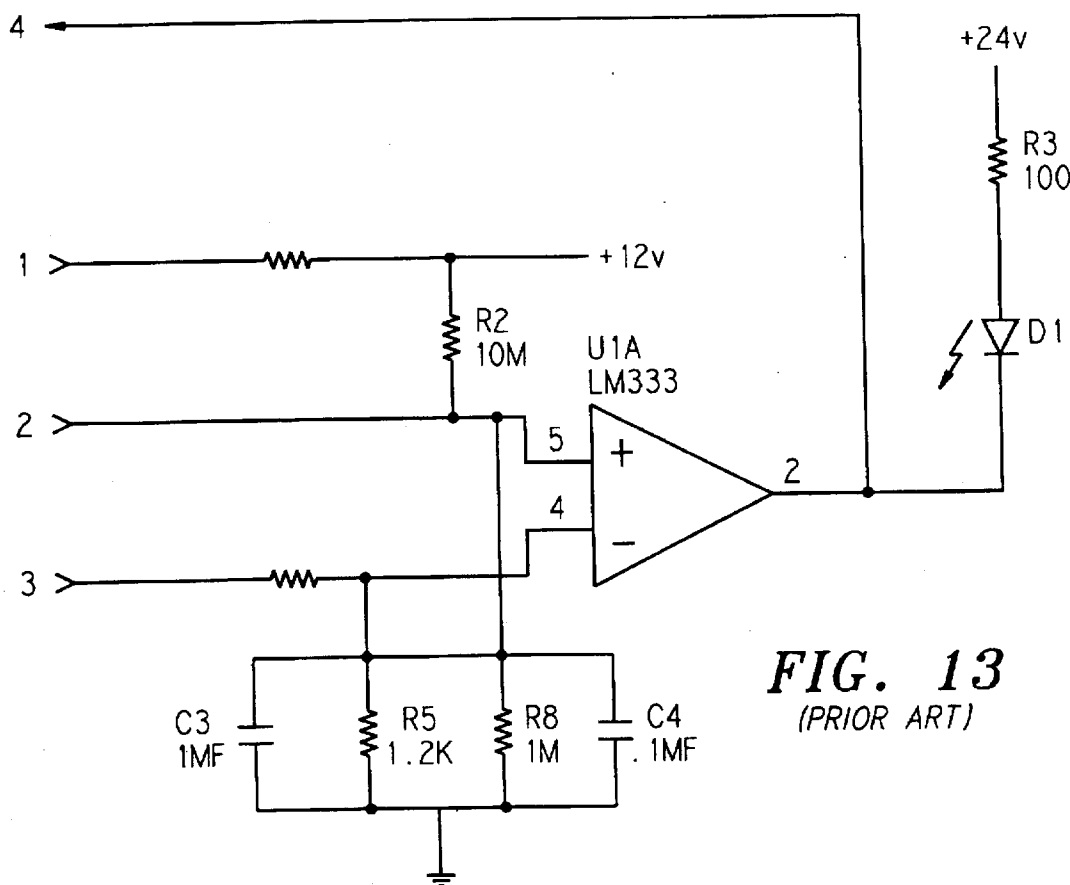 4
+24v
R3
100
1
+12v
R2
10M
U1A
LM333
D1
2
5
+
2
4
−
3
C3
1MF
R5
1.2K
R8
1M
C4
.1MF
FIG. 13
(PRIOR ART)